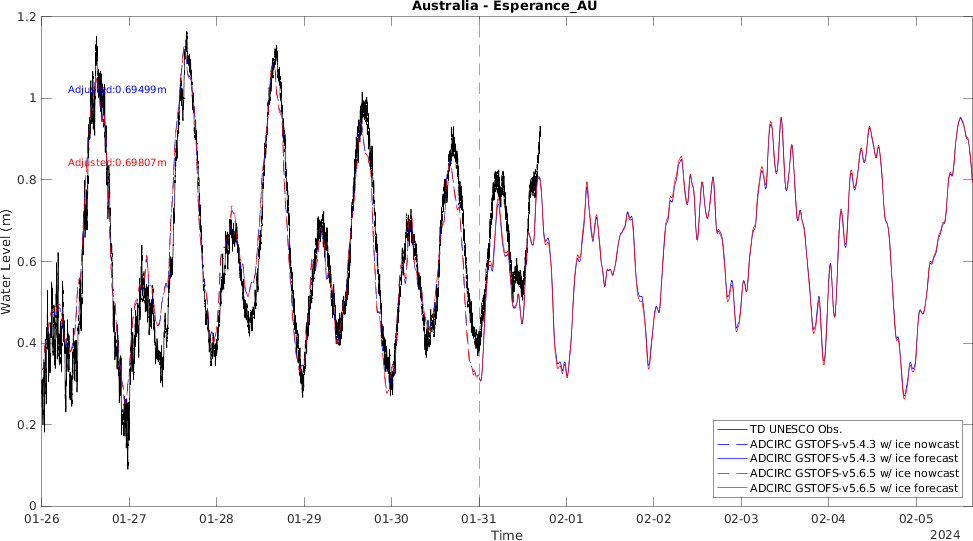 Australia - Esperance_AU
1.2
1
0.8
0.6
0.4
0.2
0
Water Level (m)
Adjusted:0.69499m
Adjusted:0.69807m
TD UNESCO Obs.
ADCIRC GSTOFS-v5.4.3 w/ ice nowcast
ADCIRC GSTOFS-v5.4.3 w/ ice forecast
ADCIRC GSTOFS-v5.6.5 w/ ice nowcast
ADCIRC GSTOFS-v5.6.5 w/ ice forecast
01-26 01-27 01-28 01-29 01-30 01-31 02-01 02-02 02-03 02-04 02-05
Time
2024